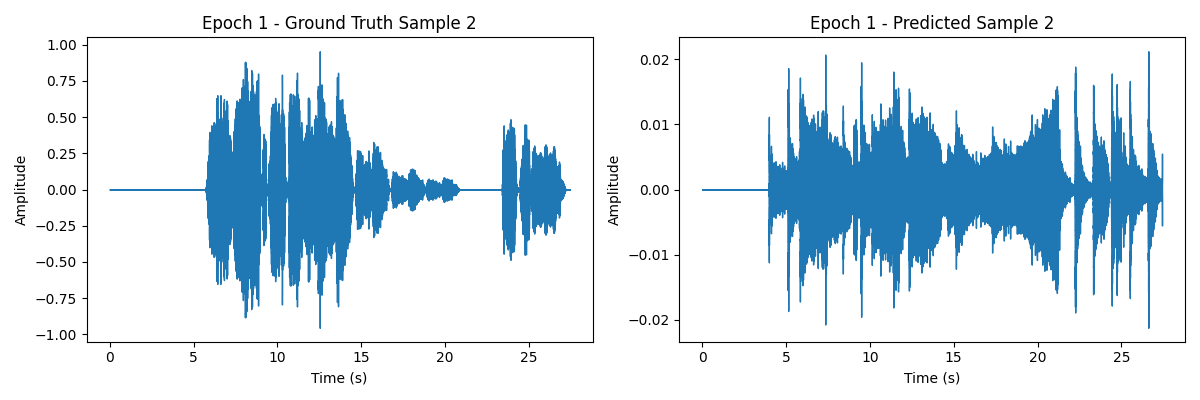 Epoch 1 - Ground Truth Sample 2
1.00
0.75
0.50
0.25
0.00
−0.25
−0.50
−0.75
−1.00
Amplitude
0 5 10 15 20 25
Time (s)
Epoch 1 - Predicted Sample 2
0.02
0.01
0.00
−0.01
−0.02
Amplitude
0 5 10 15 20 25
Time (s)